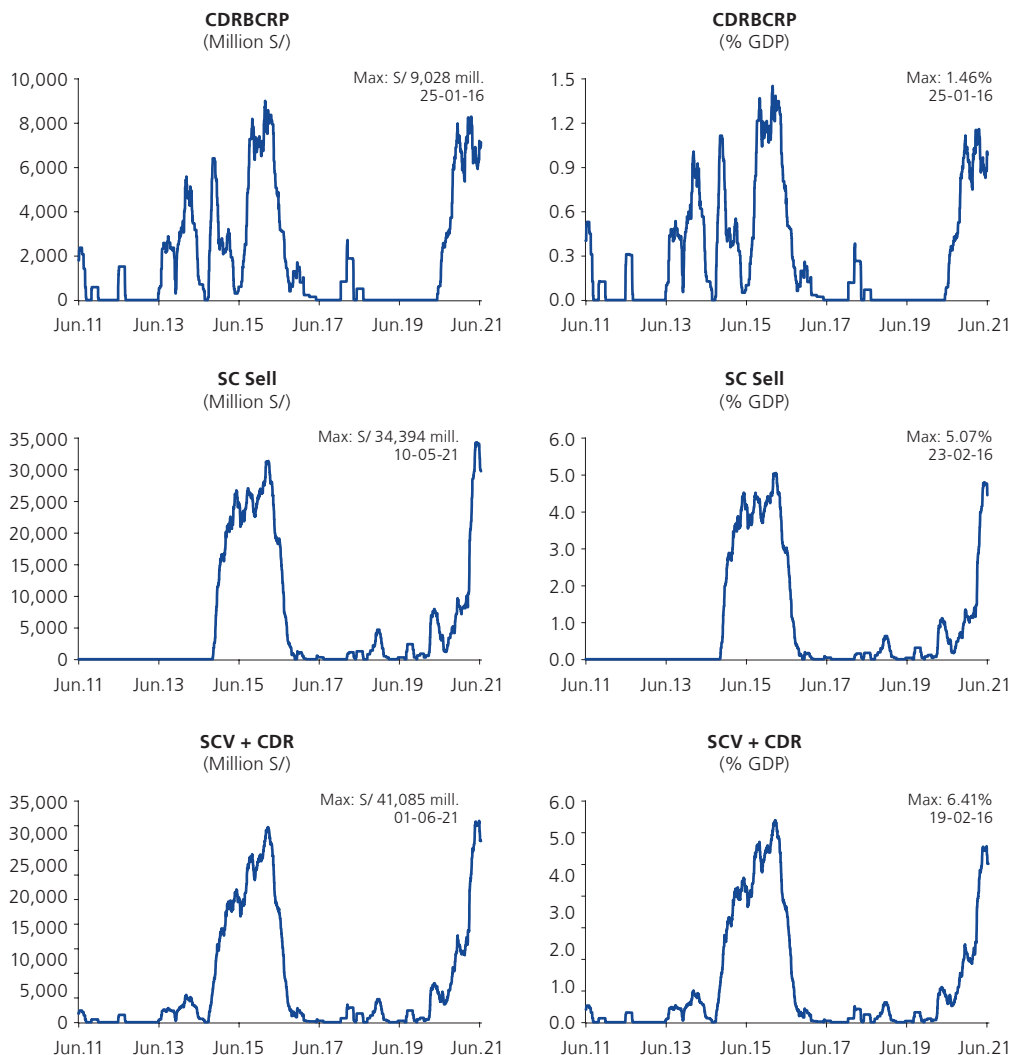 CDRBCRP
(Million S/)
Max: S/ 9,028 mill.
25-01-16
10,000
8,000
6,000
4,000
2,000
0
Jun.11 Jun.13 Jun.15 Jun.17 Jun.19 Jun.21
CDRBCRP
(% GDP)
Max: 1.46%
25-01-16
1.5
1.2
0.9
0.6
0.3
0.0
Jun.11 Jun.13 Jun.15 Jun.17 Jun.19 Jun.21
SC Sell
(Million S/)
Max: S/ 34,394 mill.
10-05-21
35,000
30,000
25,000
20,000
15,000
10,000
5,000
0
Jun.11 Jun.13 Jun.15 Jun.17 Jun.19 Jun.21
SC Sell
(% GDP)
Max: 5.07%
23-02-16
6.0
5.0
4.0
3.0
2.0
1.0
0.0
Jun.11 Jun.13 Jun.15 Jun.17 Jun.19 Jun.21
SCV + CDR
(Million S/)
Max: S/ 41,085 mill.
01-06-21
35,000
30,000
25,000
20,000
15,000
10,000
5,000
0
Jun.11 Jun.13 Jun.15 Jun.17 Jun.19 Jun.21
SCV + CDR
(% GDP)
Max: 6.41%
19-02-16
6.0
5.0
4.0
3.0
2.0
1.0
0.0
Jun.11 Jun.13 Jun.15 Jun.17 Jun.19 Jun.21